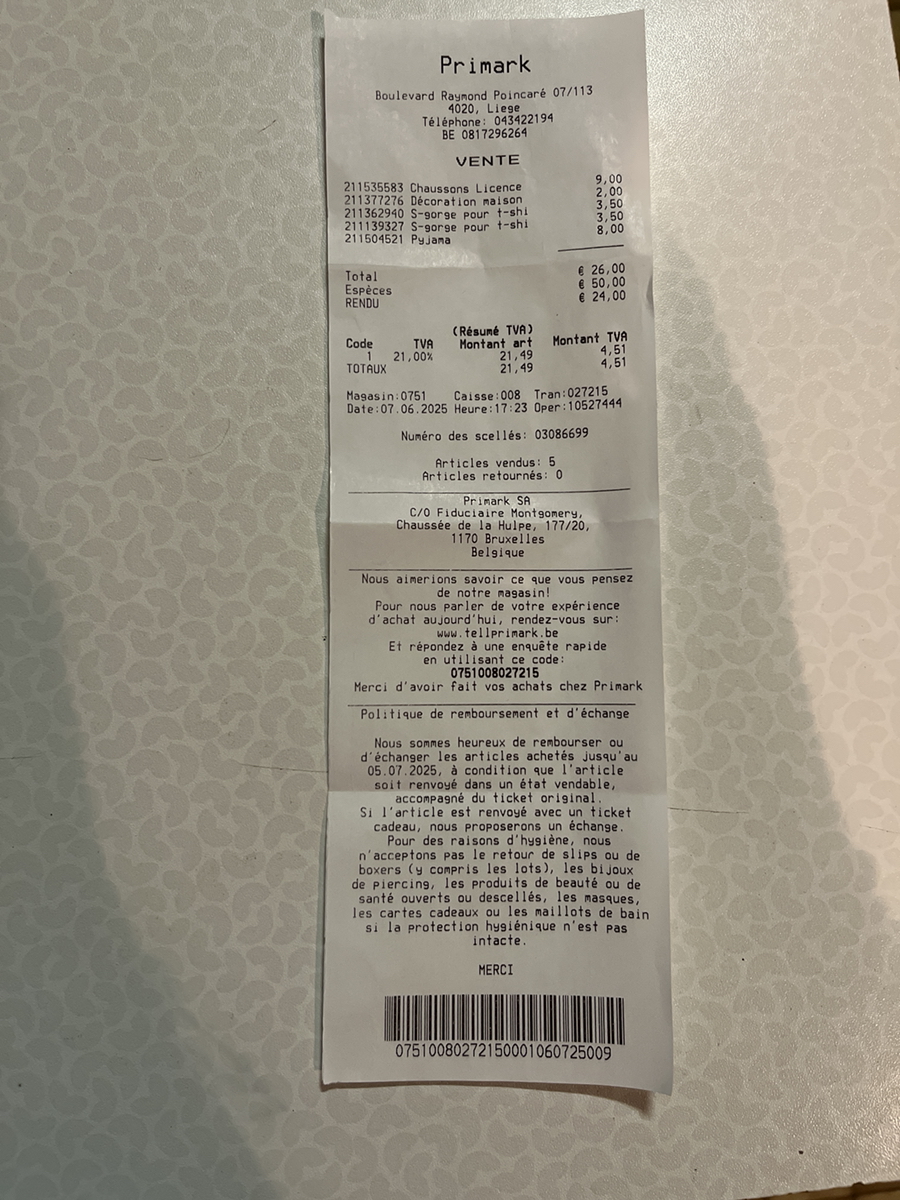 Primark
Boulevard Raymond Poincaré 07/113
4020, Liege
Téléphone: 043422194
BE 0817296264
VENTE
211535583 Chaussons Licence 9,00
211377276 Décoration maison 2,00
211362940 S-gorge pour t-shi 3,50
211139327 S-gorge pour t-shi 3,50
211504521 Pyjama 8,00
Total € 26,00
Espèces € 50,00
RENDU € 24,00
(Résumé TVA)
Code TVA Montant art Montant TVA
1 21,00% 21,49 4,51
TOTAUX 21,49 4,51
Magasin:0751 Caisse:008 Tran:027215
Date:07.06.2025 Heure:17:23 Oper:10527444
Numéro des scellés: 03086699
Articles vendus: 5
Articles retournés: 0
Primark SA
C/O Fiduciaire Montgomery,
Chaussée de la Hulpe, 177/20,
1170 Bruxelles
Belgique
Nous aimerions savoir ce que vous pensez
de notre magasin!
Pour nous parler de votre expérience
d'achat aujourd'hui, rendez-vous sur:
www.tellprimark.be
Et répondez à une enquête rapide
en utilisant ce code:
0751008027215
Merci d'avoir fait vos achats chez Primark
Politique de remboursement et d'échange
Nous sommes heureux de rembourser ou
d'échanger les articles achetés jusqu'au
05.07.2025, à condition que l'article
soit renvoyé dans un état vendable,
accompagné du ticket original.
Si l'article est renvoyé avec un ticket
cadeau, nous proposerons un échange.
Pour des raisons d'hygiène, nous
n'acceptons pas le retour de slips ou de
boxers (y compris les lots), les bijoux
de piercing, les produits de beauté ou de
santé ouverts ou descellés, les masques,
les cartes cadeaux ou les maillots de bain
si la protection hygiénique n'est pas
intacte.
MERCI
07510080272150001060725009